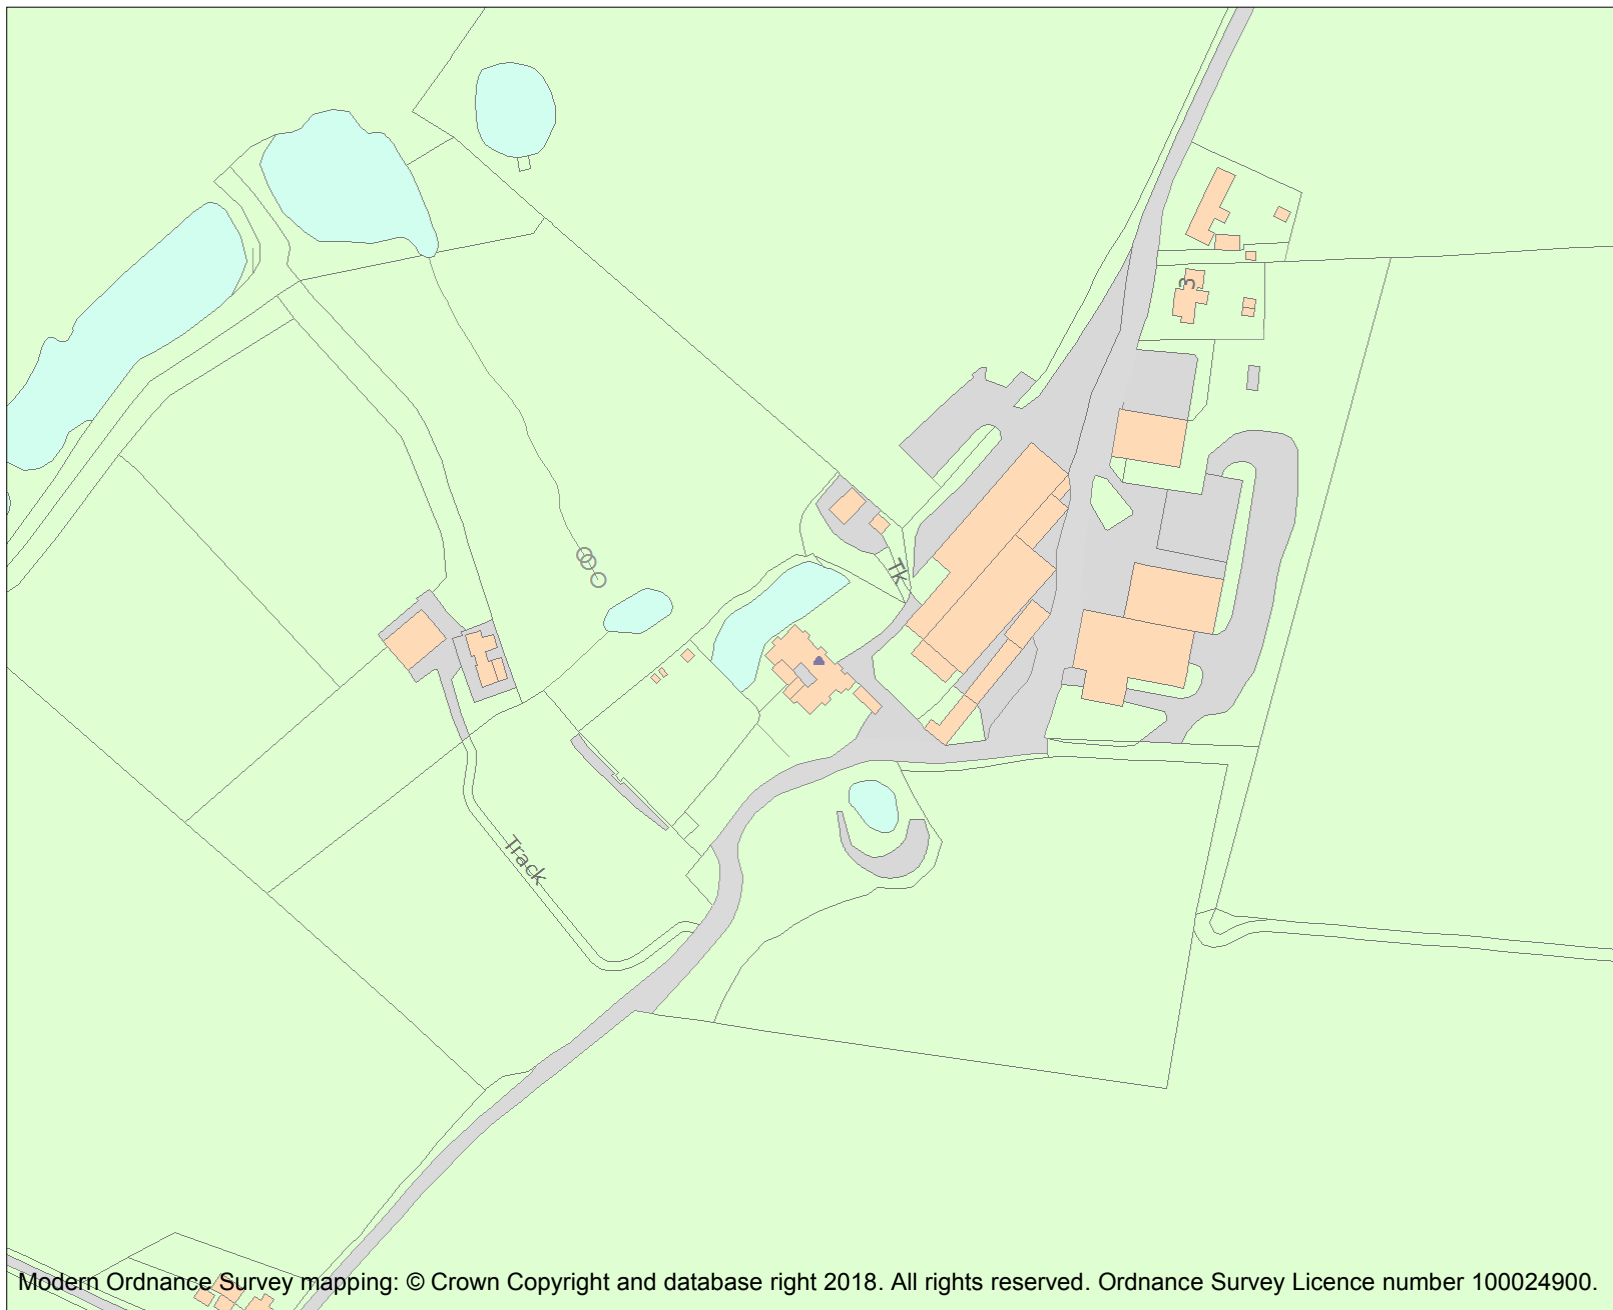 3
Tk
Track
Modern Ordnance Survey mapping: © Crown Copyright and database right 2018. All rights reserved. Ordnance Survey Licence number 100024900.